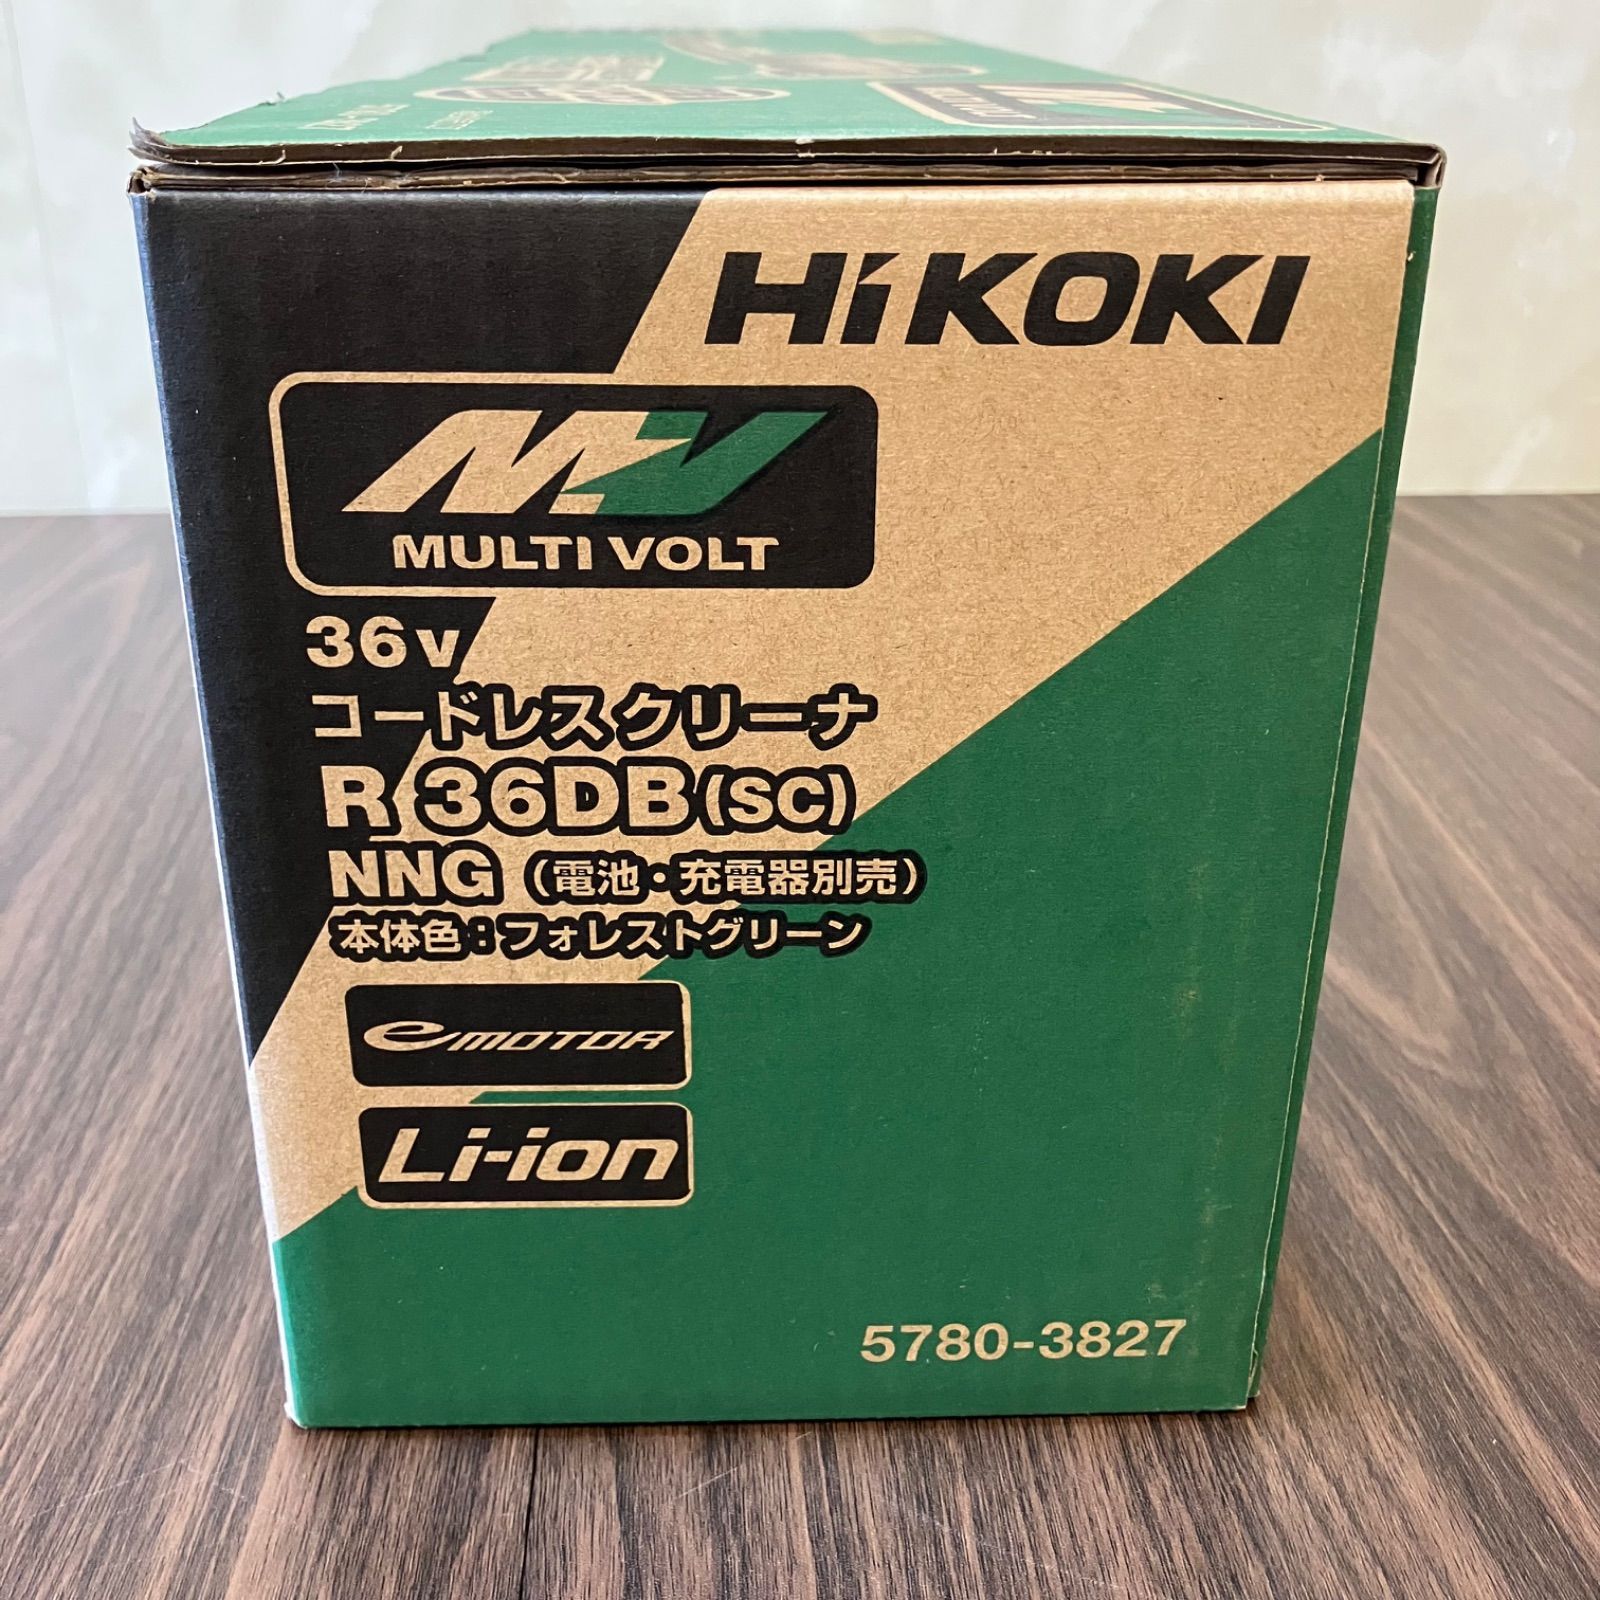 HiKOKI
MULTI VOLT
36V
コードレスクリーナ
R 36DB(SC)
NNG (電池・充電器別売)
本体色:フォレストグリーン
eMOTOR
Li-ion
5780-3827